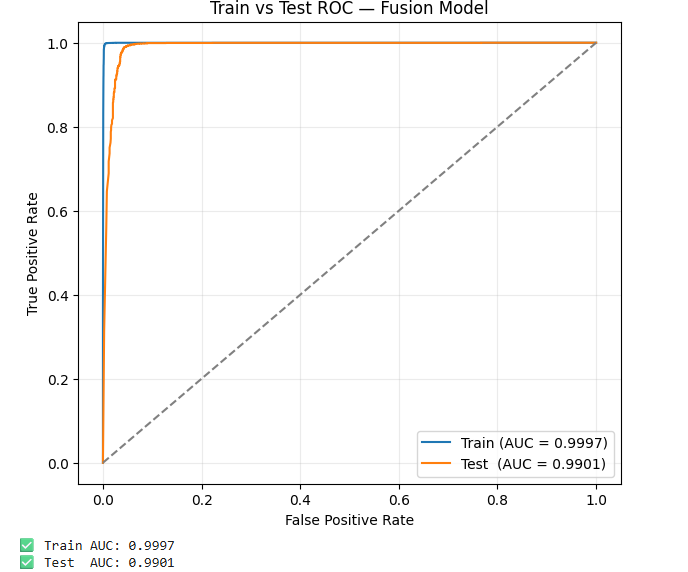 Train vs Test ROC — Fusion Model
1.0
0.8
0.6
0.4
0.2
0.0
True Positive Rate
Train (AUC = 0.9997)
Test (AUC = 0.9901)
0.0 0.2 0.4 0.6 0.8 1.0
False Positive Rate
✅ Train AUC: 0.9997
✅ Test AUC: 0.9901